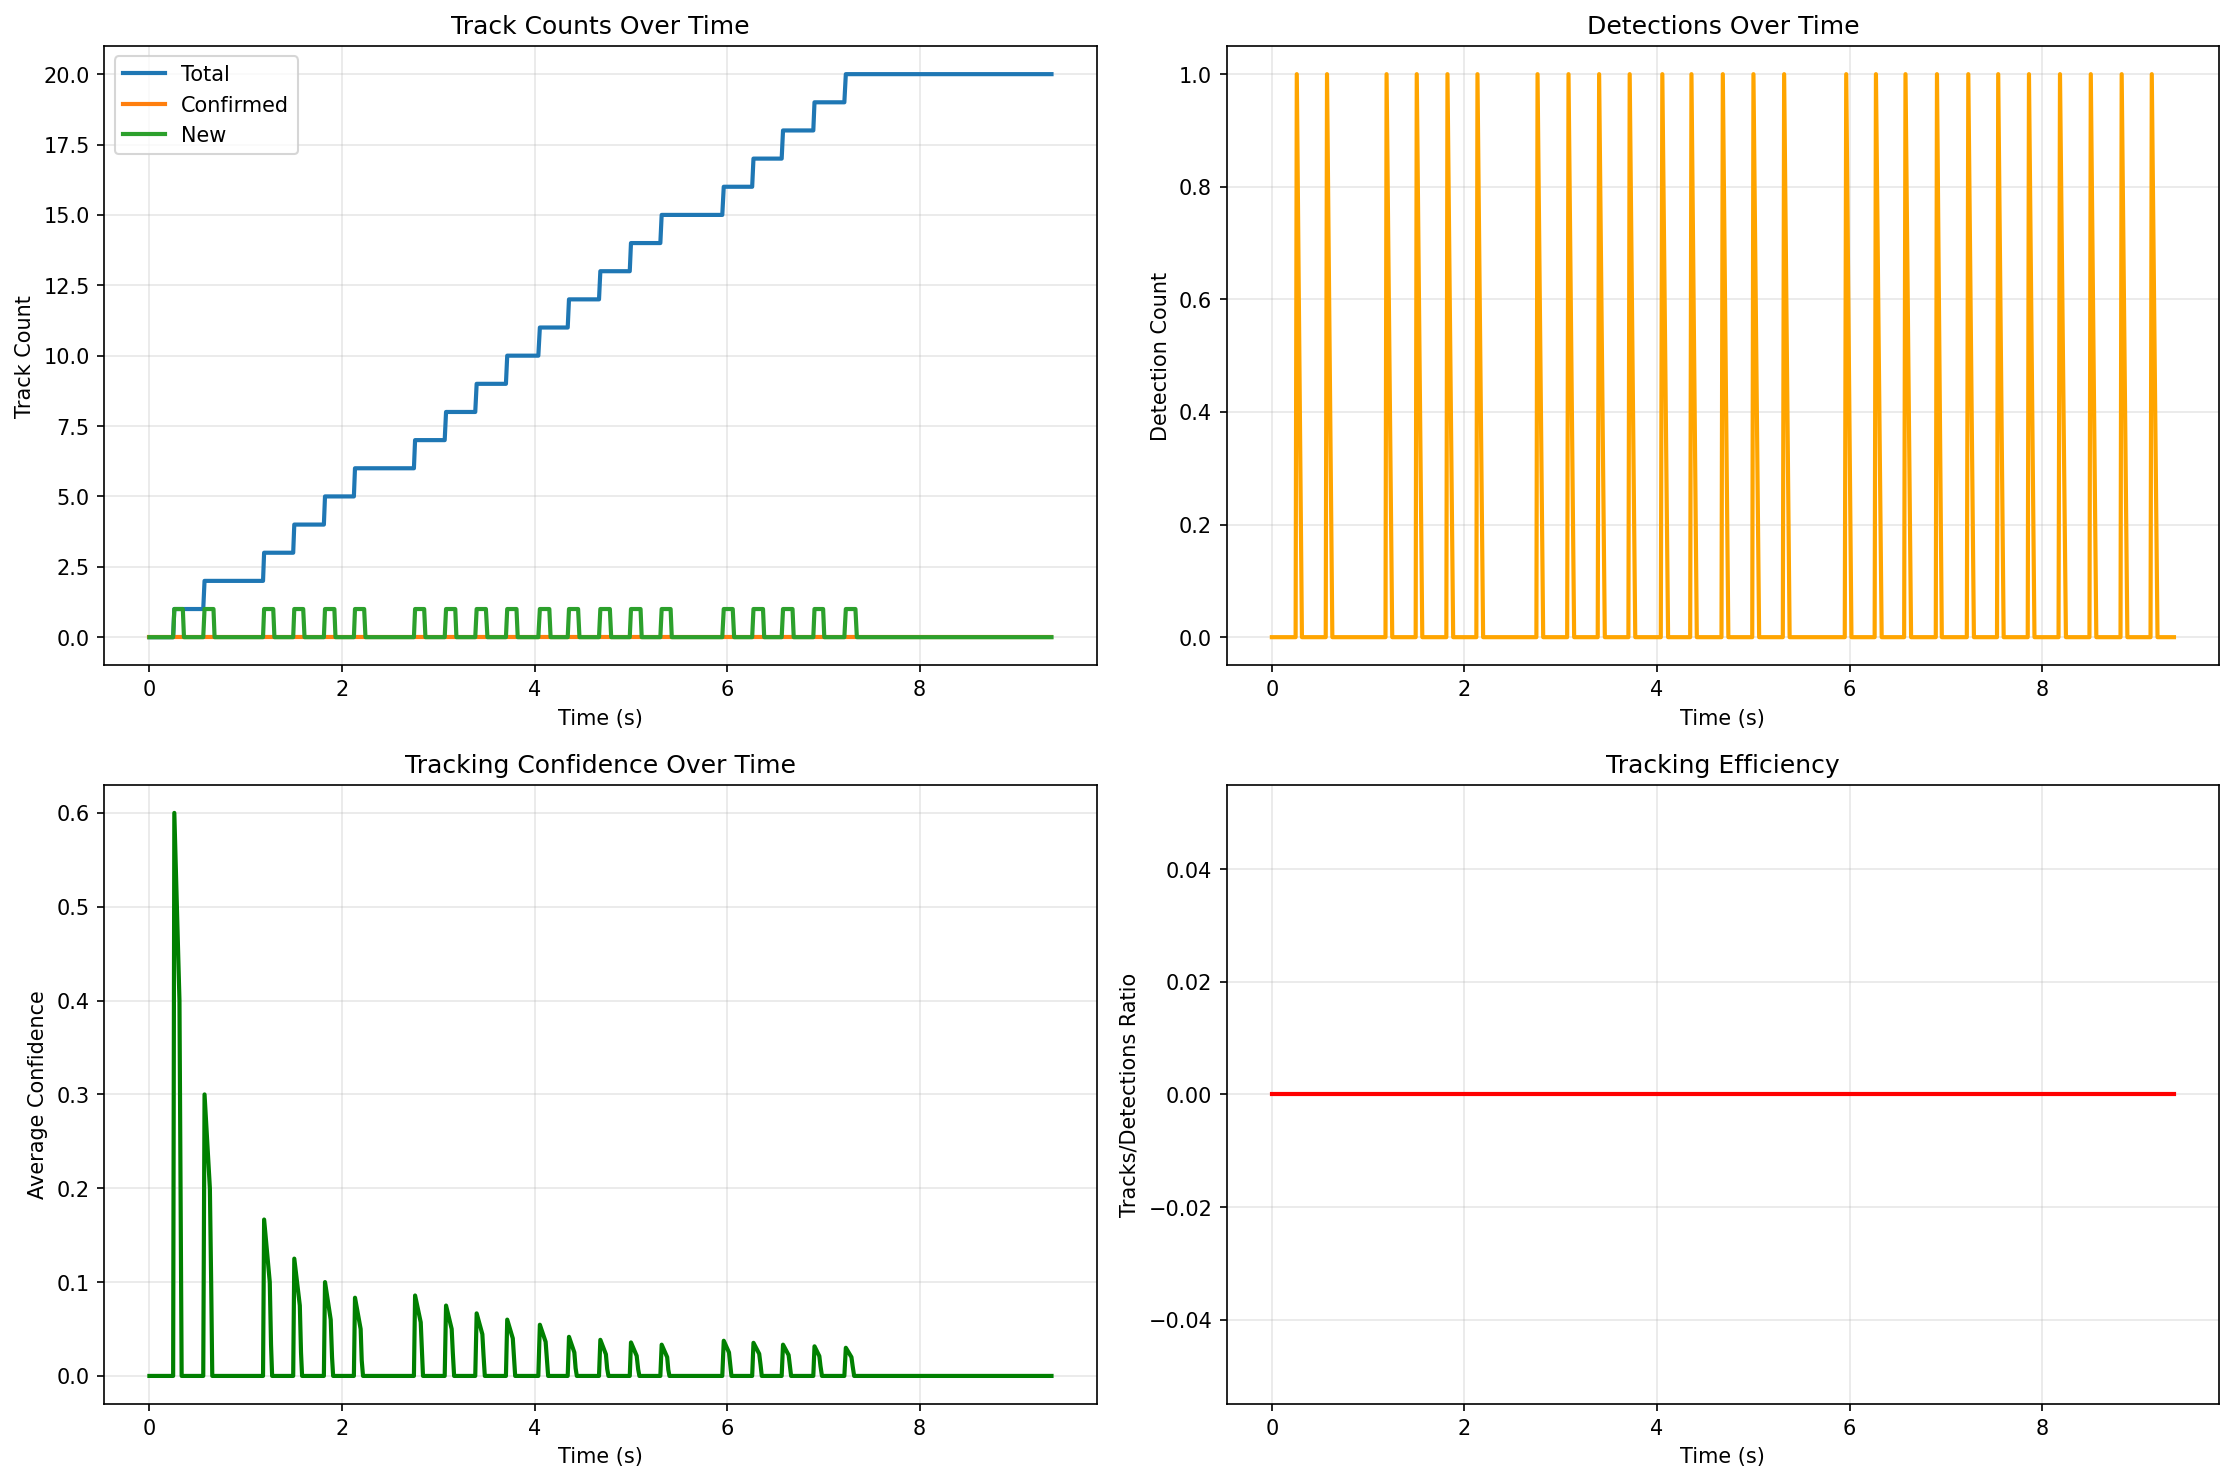 Track Counts Over Time
Total
Confirmed
New
20.0
17.5
15.0
12.5
10.0
7.5
5.0
2.5
0.0
Track Count
0 2 4 6 8
Time (s)
Detections Over Time
1.0
0.8
0.6
0.4
0.2
0.0
Detection Count
0 2 4 6 8
Time (s)
Tracking Confidence Over Time
0.6
0.5
0.4
0.3
0.2
0.1
0.0
Average Confidence
0 2 4 6 8
Time (s)
Tracking Efficiency
0.04
0.02
0.00
−0.02
−0.04
Tracks/Detections Ratio
0 2 4 6 8
Time (s)